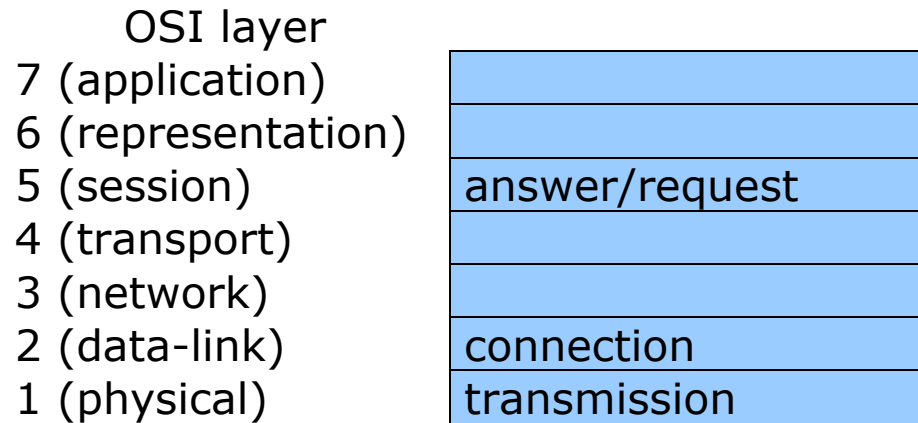 OSI layer
7 (application)
6 (representation)
5 (session) answer/request
4 (transport)
3 (network)
2 (data-link) connection
1 (physical) transmission